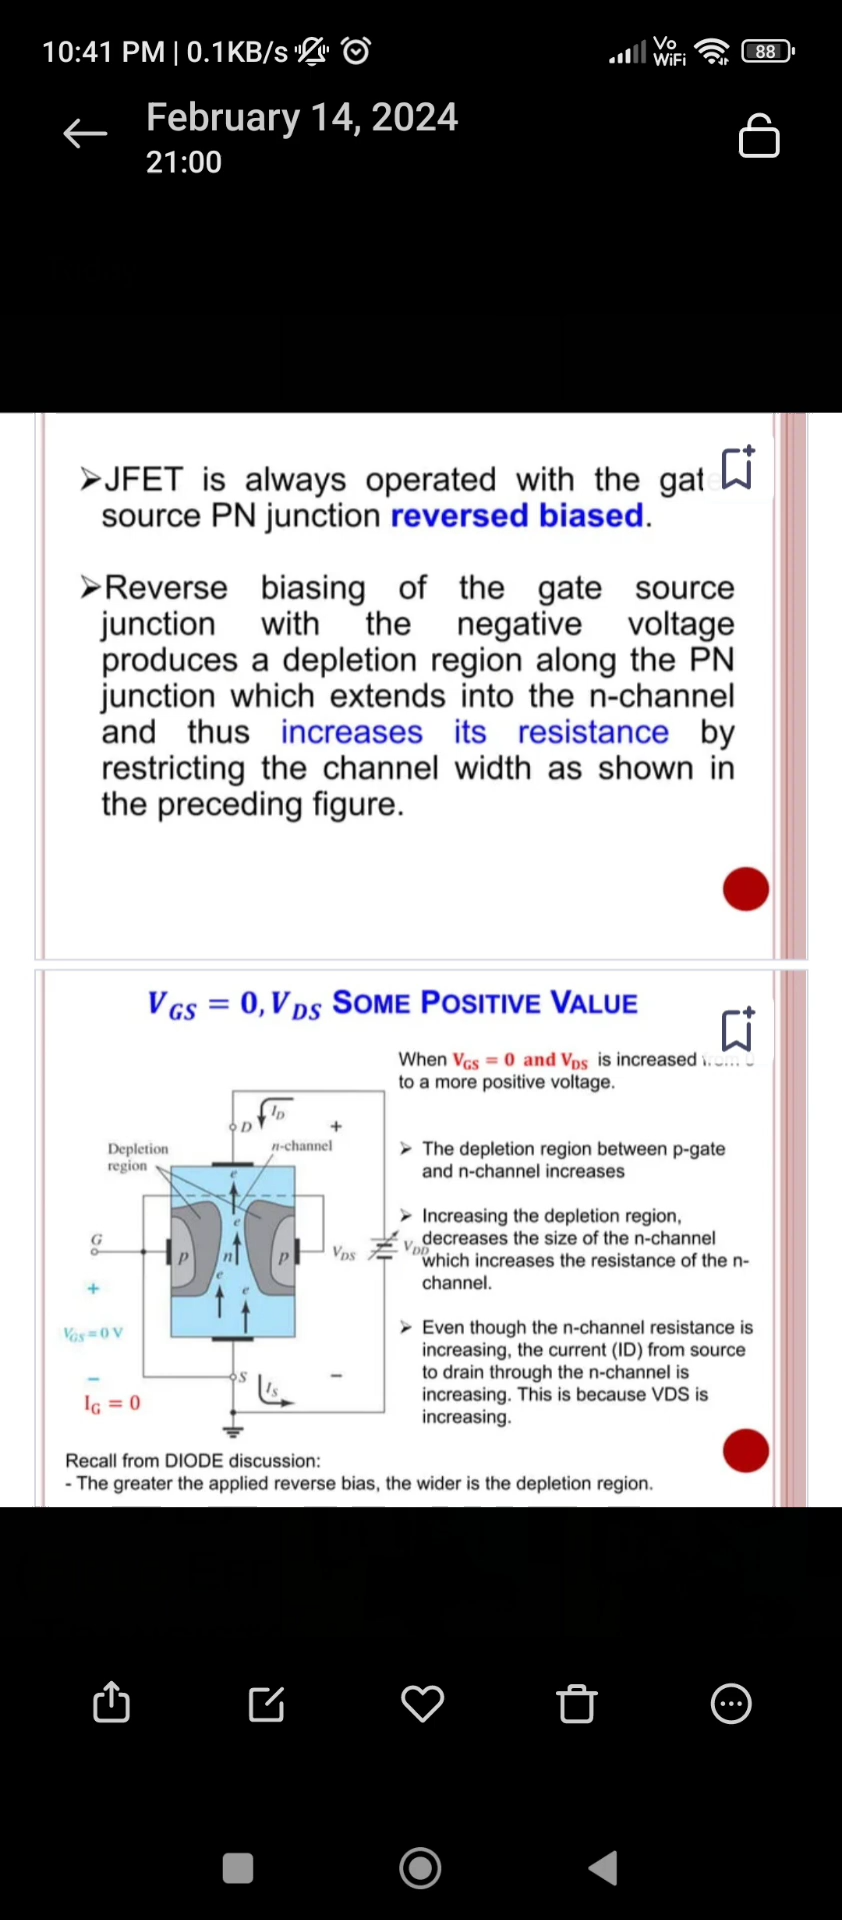 10:41 PM | 0.1KB/s
Vo
WiFi
88
February 14, 2024
21:00
➢JFET is always operated with the gat
source PN junction reversed biased.
➢Reverse biasing of the gate source
junction with the negative voltage
produces a depletion region along the PN
junction which extends into the n-channel
and thus increases its resistance by
restricting the channel width as shown in
the preceding figure.
VGS = 0, VDS SOME POSITIVE VALUE
When VGS = 0 and VDS is increased from 0
to a more positive voltage.
➢ The depletion region between p-gate
and n-channel increases
➢ Increasing the depletion region,
decreases the size of the n-channel
which increases the resistance of the n-
channel.
➢ Even though the n-channel resistance is
increasing, the current (ID) from source
to drain through the n-channel is
increasing. This is because VDS is
increasing.
ID
D
+
n-channel
Depletion
region
e
e
G
p
n
p
VDS
VDD
e
e
+
VGS = 0 V
−
S
IS
−
IG = 0
Recall from DIODE discussion:
- The greater the applied reverse bias, the wider is the depletion region.